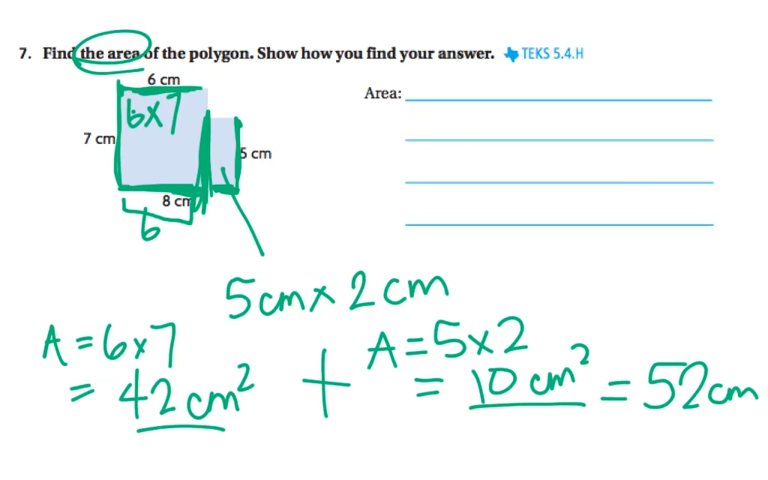 7. Find the area of the polygon. Show how you find your answer. TEKS 5.4.H
6 cm
Area:
6x7
7 cm
5 cm
8 cm
6
5cm x 2cm
A = 6x7
= 42 cm²
+
A = 5x2
= 10 cm² = 52cm